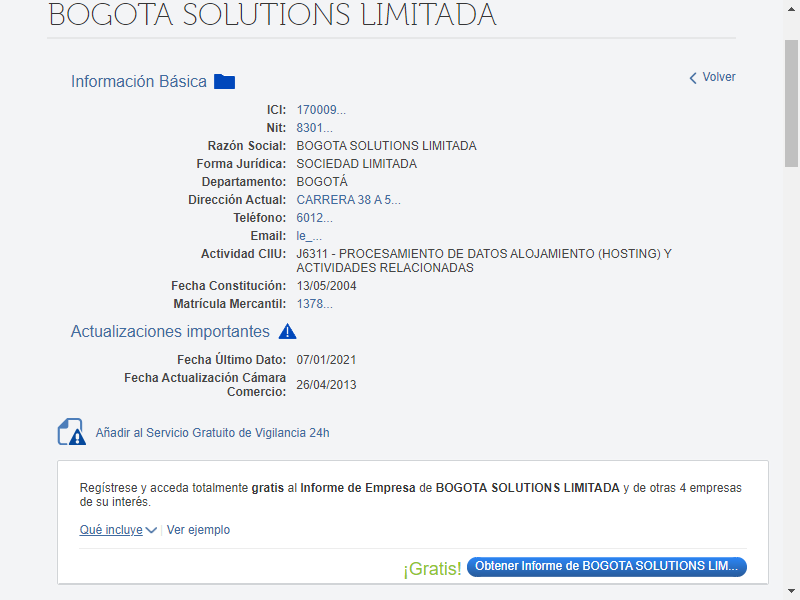 BOGOTA SOLUTIONS LIMITADA
Información Básica
Volver
ICI: 170009...
Nit: 8301...
Razón Social: BOGOTA SOLUTIONS LIMITADA
Forma Jurídica: SOCIEDAD LIMITADA
Departamento: BOGOTÁ
Dirección Actual: CARRERA 38 A 5...
Teléfono: 6012...
Email: le_...
Actividad CIIU: J6311 - PROCESAMIENTO DE DATOS ALOJAMIENTO (HOSTING) Y
ACTIVIDADES RELACIONADAS
Fecha Constitución: 13/05/2004
Matrícula Mercantil: 1378...
Actualizaciones importantes
Fecha Último Dato: 07/01/2021
Fecha Actualización Cámara
Comercio: 26/04/2013
Añadir al Servicio Gratuito de Vigilancia 24h
Regístrese y acceda totalmente gratis al Informe de Empresa de BOGOTA SOLUTIONS LIMITADA y de otras 4 empresas
de su interés.
Qué incluye | Ver ejemplo
¡Gratis! Obtener Informe de BOGOTA SOLUTIONS LIM...